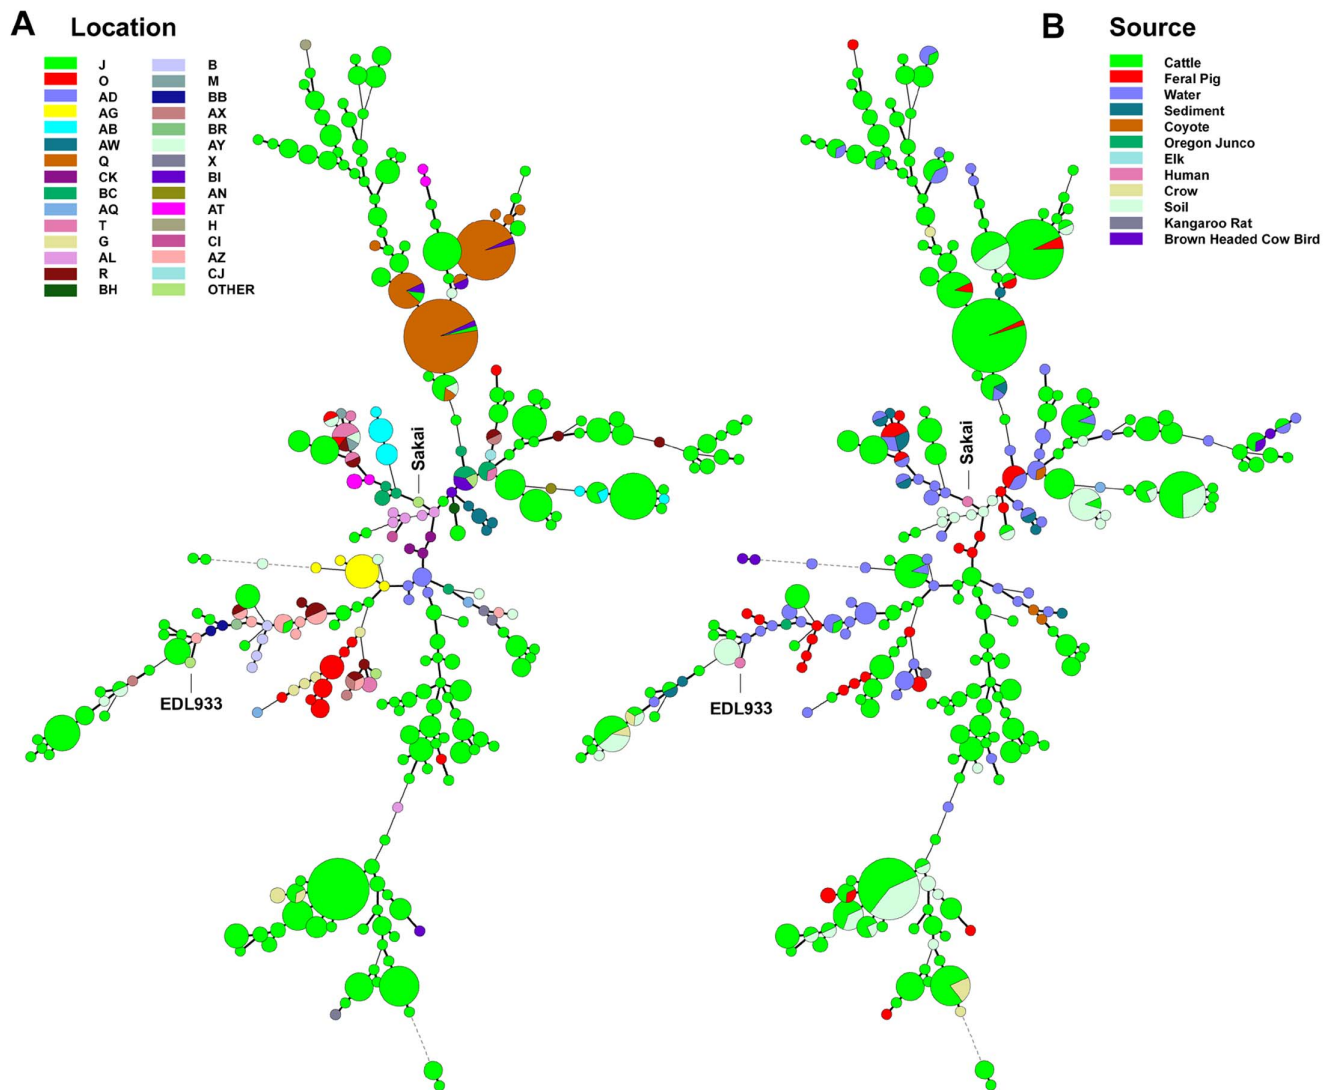 A Location
J
O
AD
AG
AB
AW
Q
CK
BC
AQ
T
G
AL
R
BH
B
M
BB
AX
BR
AY
X
BI
AN
AT
H
CI
AZ
CJ
OTHER
Sakai
EDL933
B Source
Cattle
Feral Pig
Water
Sediment
Coyote
Oregon Junco
Elk
Human
Crow
Soil
Kangaroo Rat
Brown Headed Cow Bird
Sakai
EDL933